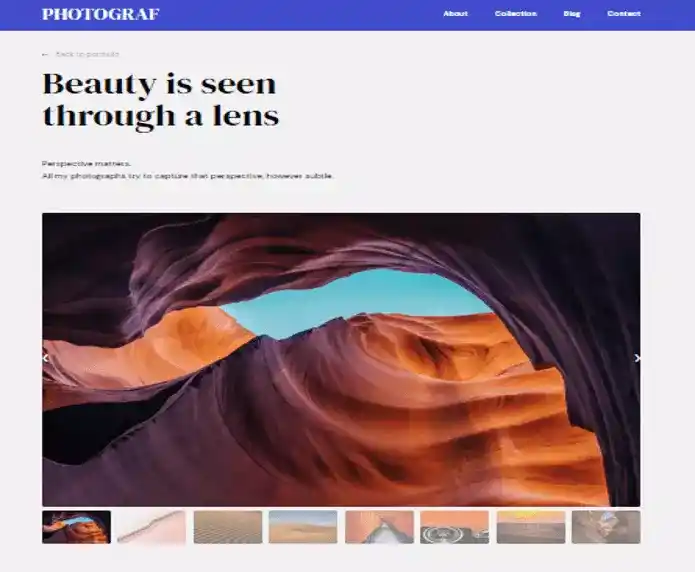 PHOTOGRAF
About Collection Blog Contact
← Back to portfolio
Beauty is seen
through a lens
Perspective matters.
All my photographs try to capture that perspective, however subtle.